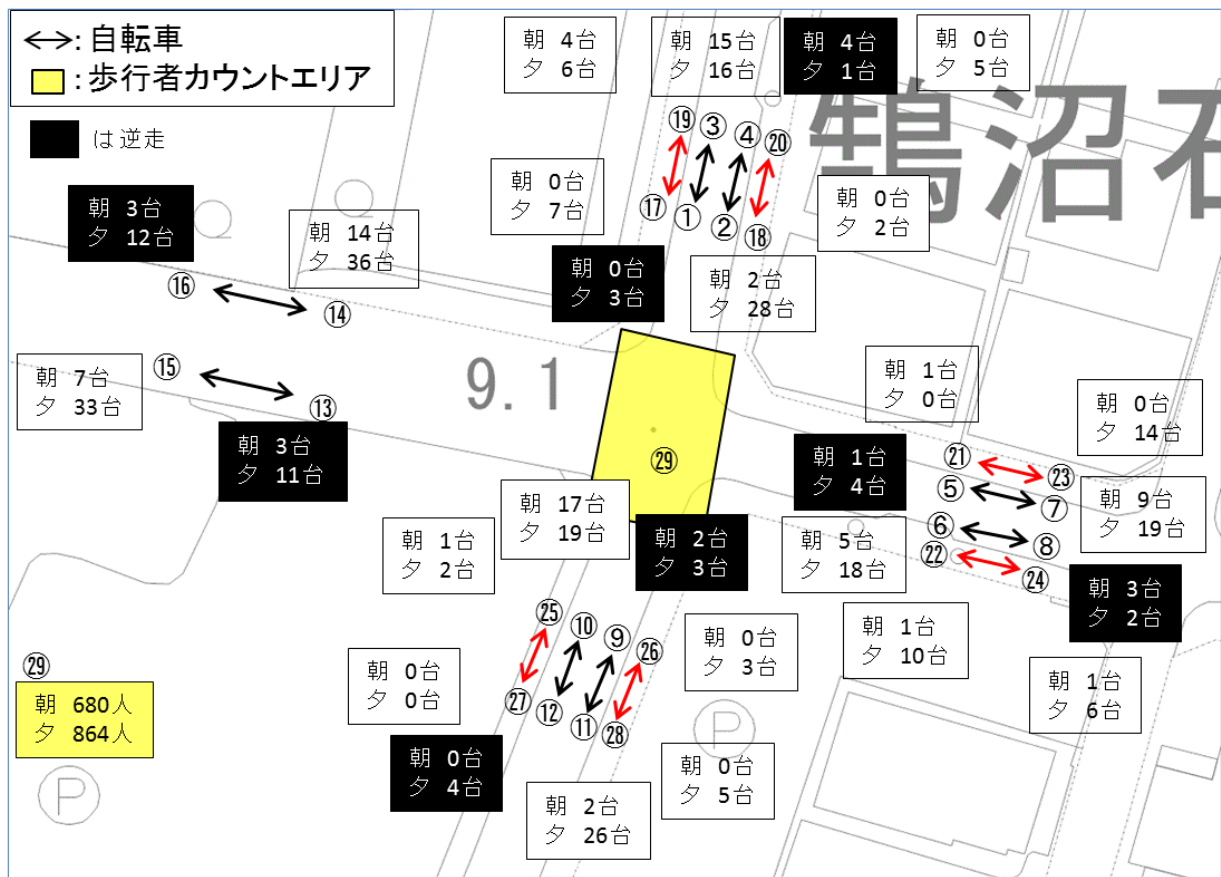 ⟷: 自転車
: 歩行者カウントエリア
は逆走
朝 4台
夕 6台
朝 15台
夕 16台
朝 4台
夕 1台
朝 0台
夕 5台
鵠沼石
⑲
③
④
⑳
⑰
①
②
⑱
朝 0台
夕 7台
朝 0台
夕 2台
朝 3台
夕 12台
朝 14台
夕 36台
朝 0台
夕 3台
朝 2台
夕 28台
⑯
⑭
⑮
⑬
朝 7台
夕 33台
朝 3台
夕 11台
9.1
㉙
朝 1台
夕 0台
朝 0台
夕 14台
朝 1台
夕 4台
㉑
㉓
⑤
⑦
⑥
⑧
㉒
㉔
朝 9台
夕 19台
朝 17台
夕 19台
朝 2台
夕 3台
朝 5台
夕 18台
朝 1台
夕 2台
朝 3台
夕 2台
朝 1台
夕 10台
朝 0台
夕 3台
㉕
⑩
⑨
㉖
㉗
⑫
⑪
㉘
朝 0台
夕 0台
朝 1台
夕 6台
㉙
朝 680人
夕 864人
P
P
朝 0台
夕 4台
朝 0台
夕 5台
朝 2台
夕 26台